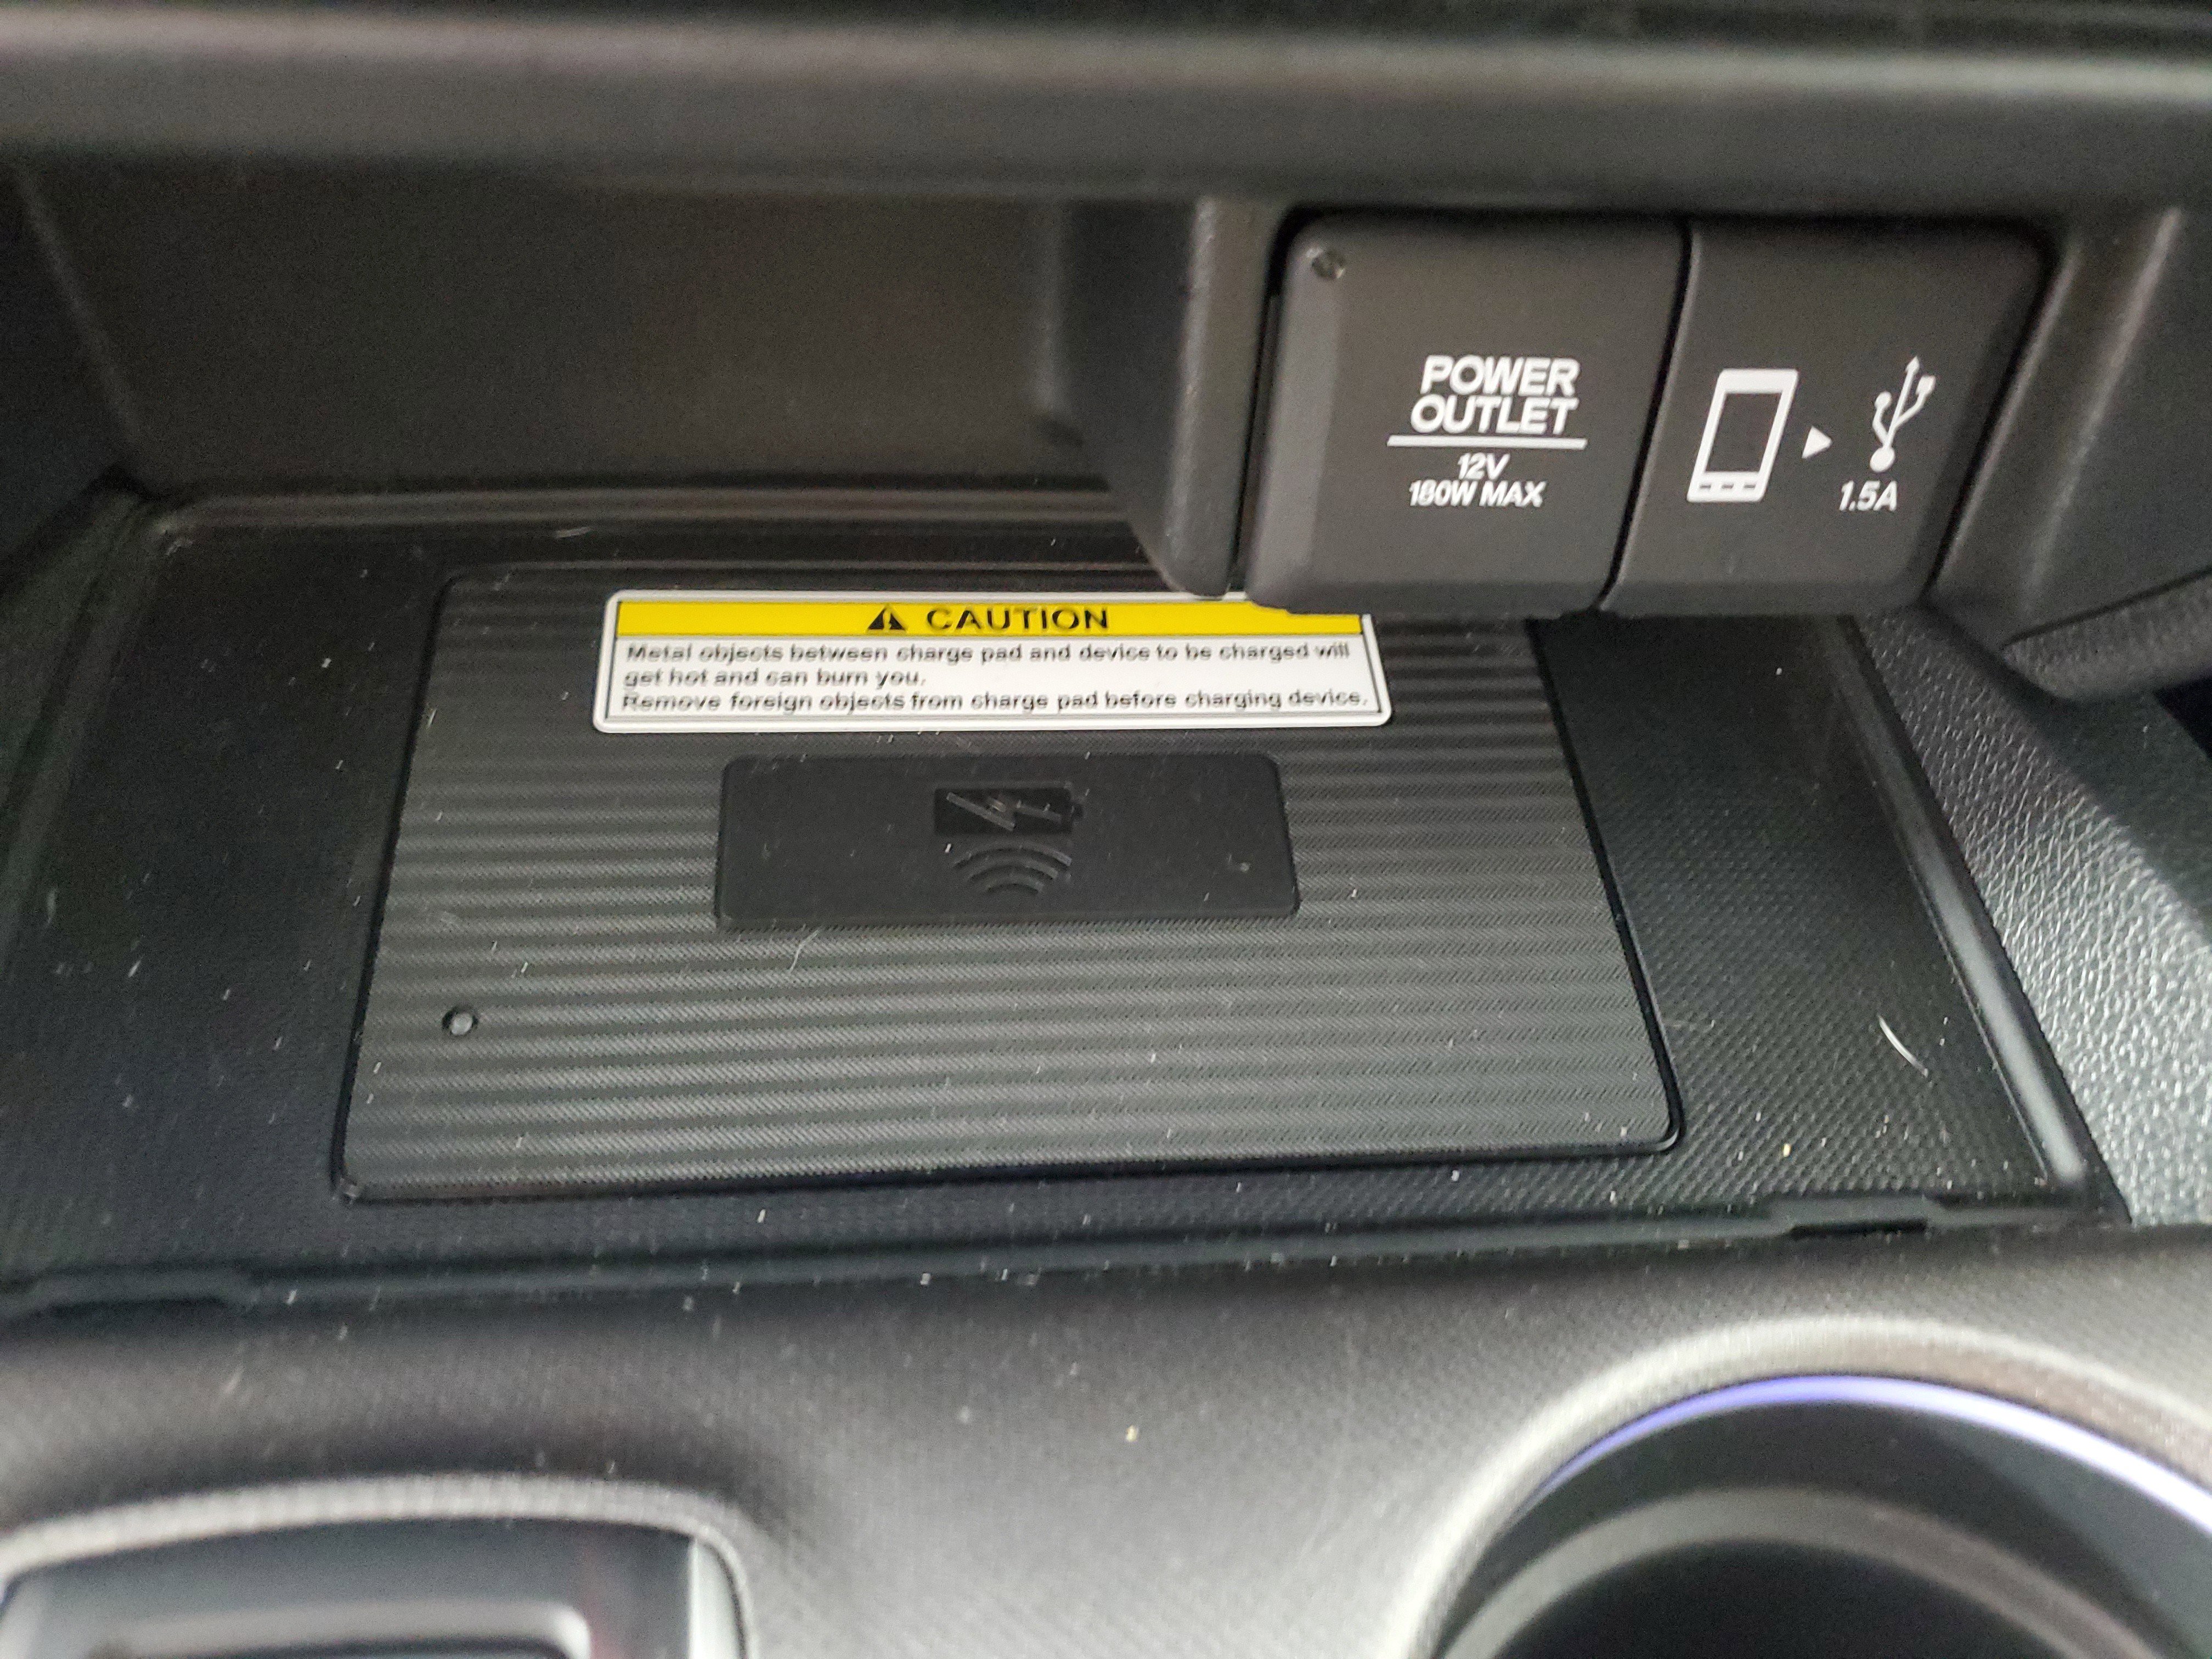 POWER
OUTLET
12V
180W MAX
1.5A
CAUTION
Metal objects between charge pad and device to be charged will
get hot and can burn you.
Remove foreign objects from charge pad before charging device.